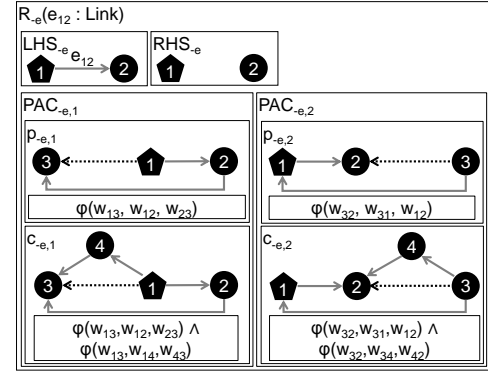 R-e(e12 : Link)
LHS-e RHS-e
e12
1 2 1 2
PAC-e,1 PAC-e,2
p-e,1 p-e,2
3 1 2 1 2 3
φ(w13, w12, w23) φ(w32, w31, w12)
c-e,1 c-e,2
4 4
3 1 2 1 2 3
φ(w13,w12,w23) ∧ φ(w32,w31,w12) ∧
φ(w13,w14,w43) φ(w32,w34,w42)